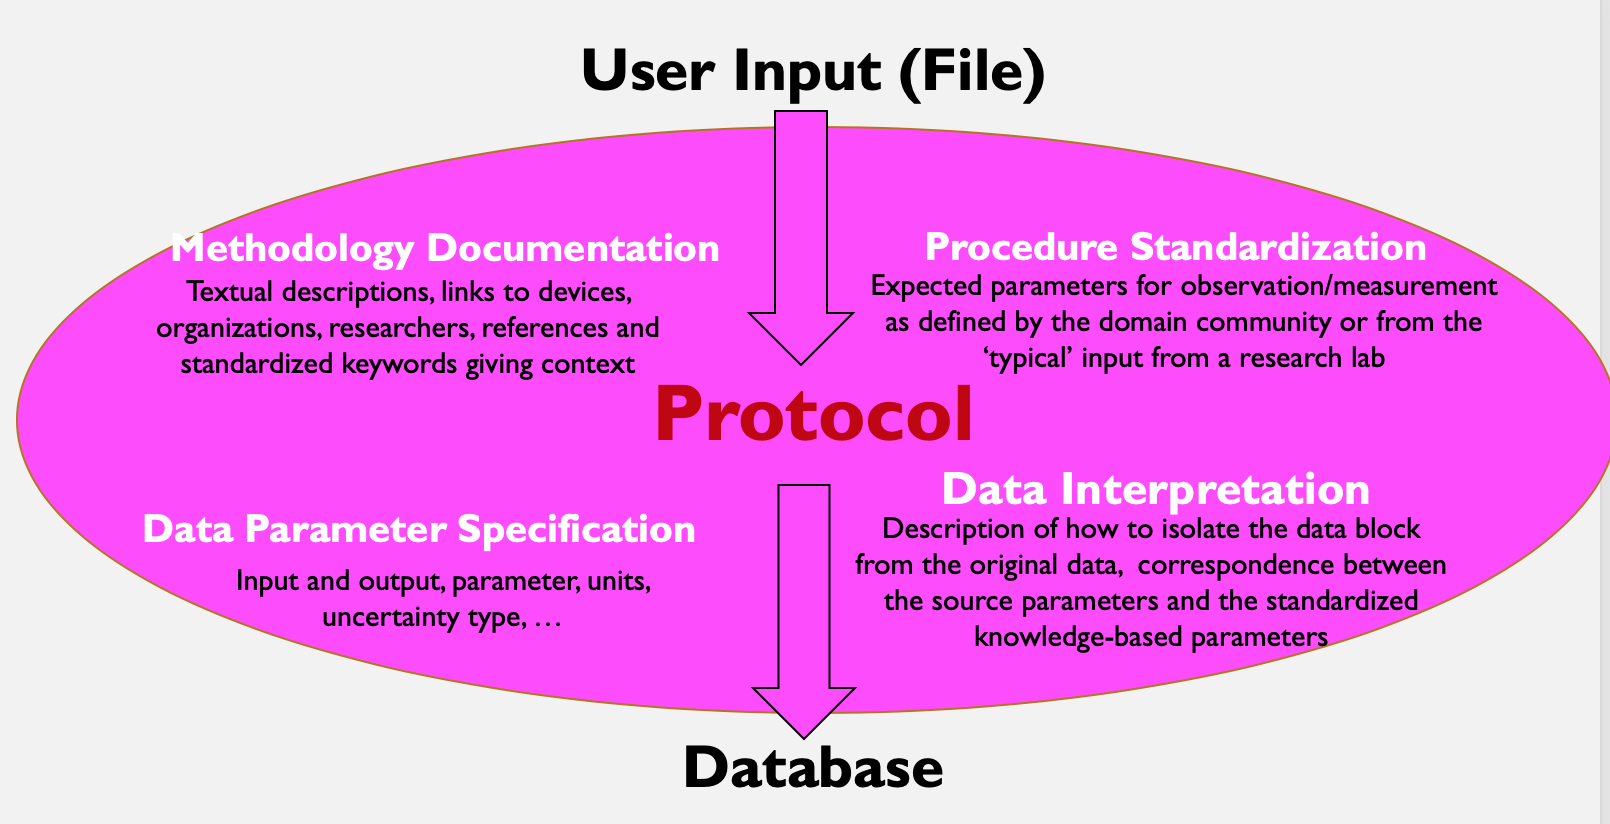 User Input (File)
Methodology Documentation
Textual descriptions, links to devices,
organizations, researchers, references and
standardized keywords giving context
Procedure Standardization
Expected parameters for observation/measurement
as defined by the domain community or from the
‘typical’ input from a research lab
Protocol
Data Parameter Specification
Input and output, parameter, units,
uncertainty type, …
Data Interpretation
Description of how to isolate the data block
from the original data,  correspondence between
the source parameters and the standardized
knowledge-based parameters
Database